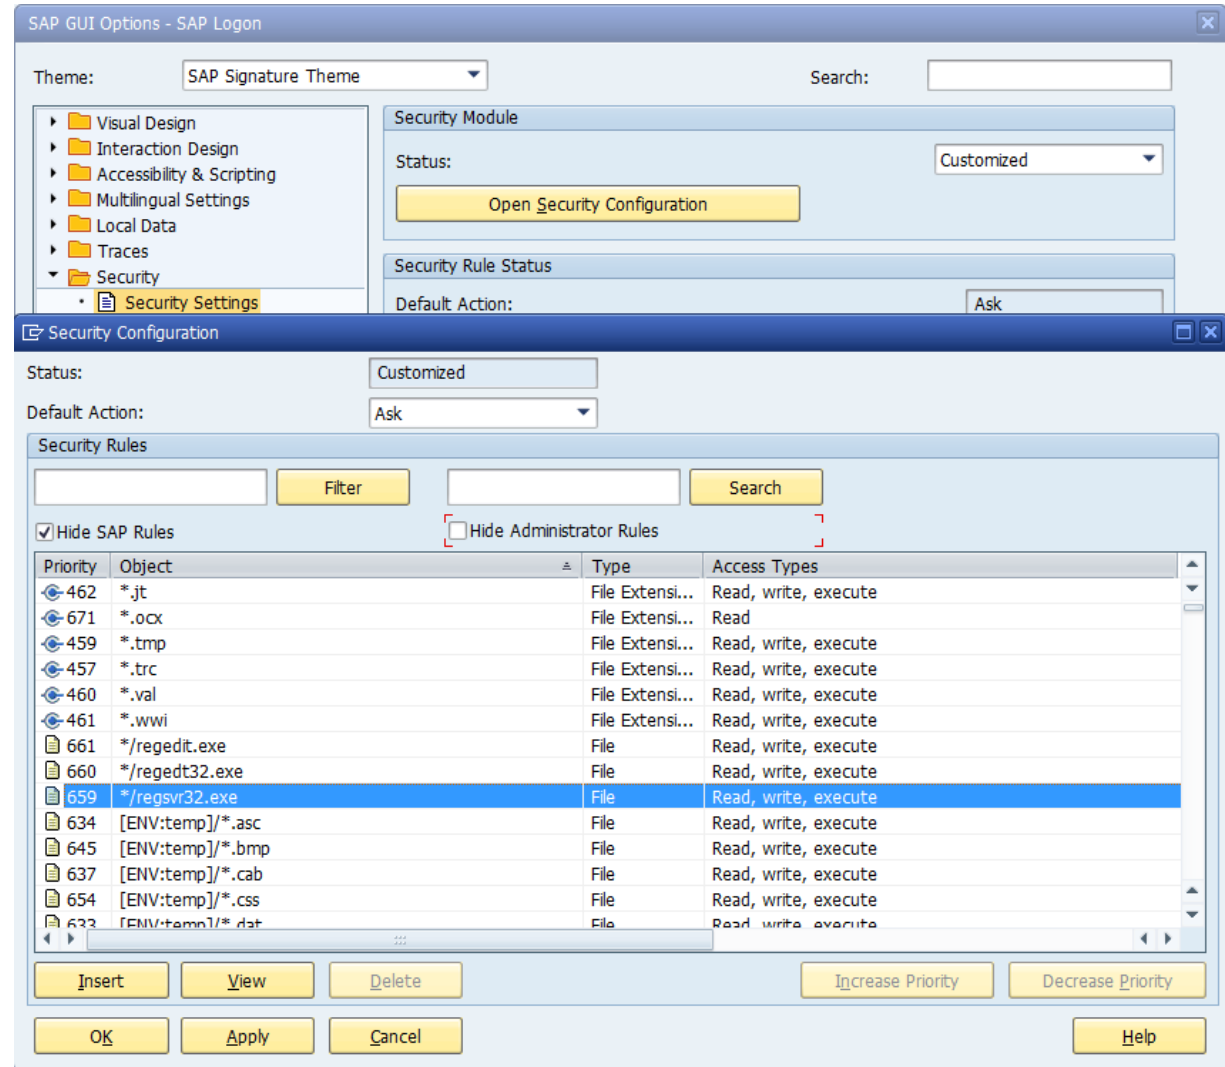 SAP GUI Options - SAP Logon
Theme: SAP Signature Theme Search:
Visual Design
Interaction Design
Accessibility & Scripting
Multilingual Settings
Local Data
Traces
Security
Security Settings
Security Module
Status: Customized
Open Security Configuration
Security Rule Status
Default Action: Ask
Security Configuration
Status: Customized
Default Action: Ask
Security Rules
Filter Search
Hide SAP Rules Hide Administrator Rules
Priority Object Type Access Types
462 *.jt File Extensi... Read, write, execute
671 *.ocx File Extensi... Read
459 *.tmp File Extensi... Read, write, execute
457 *.trc File Extensi... Read, write, execute
460 *.val File Extensi... Read, write, execute
461 *.wwi File Extensi... Read, write, execute
661 */regedit.exe File Read, write, execute
660 */regedt32.exe File Read, write, execute
659 */regsvr32.exe File Read, write, execute
634 [ENV:temp]/*.asc File Read, write, execute
645 [ENV:temp]/*.bmp File Read, write, execute
637 [ENV:temp]/*.cab File Read, write, execute
654 [ENV:temp]/*.css File Read, write, execute
633 [ENV:temp]/*.dat File Read, write, execute
Insert View Delete Increase Priority Decrease Priority
OK Apply Cancel Help